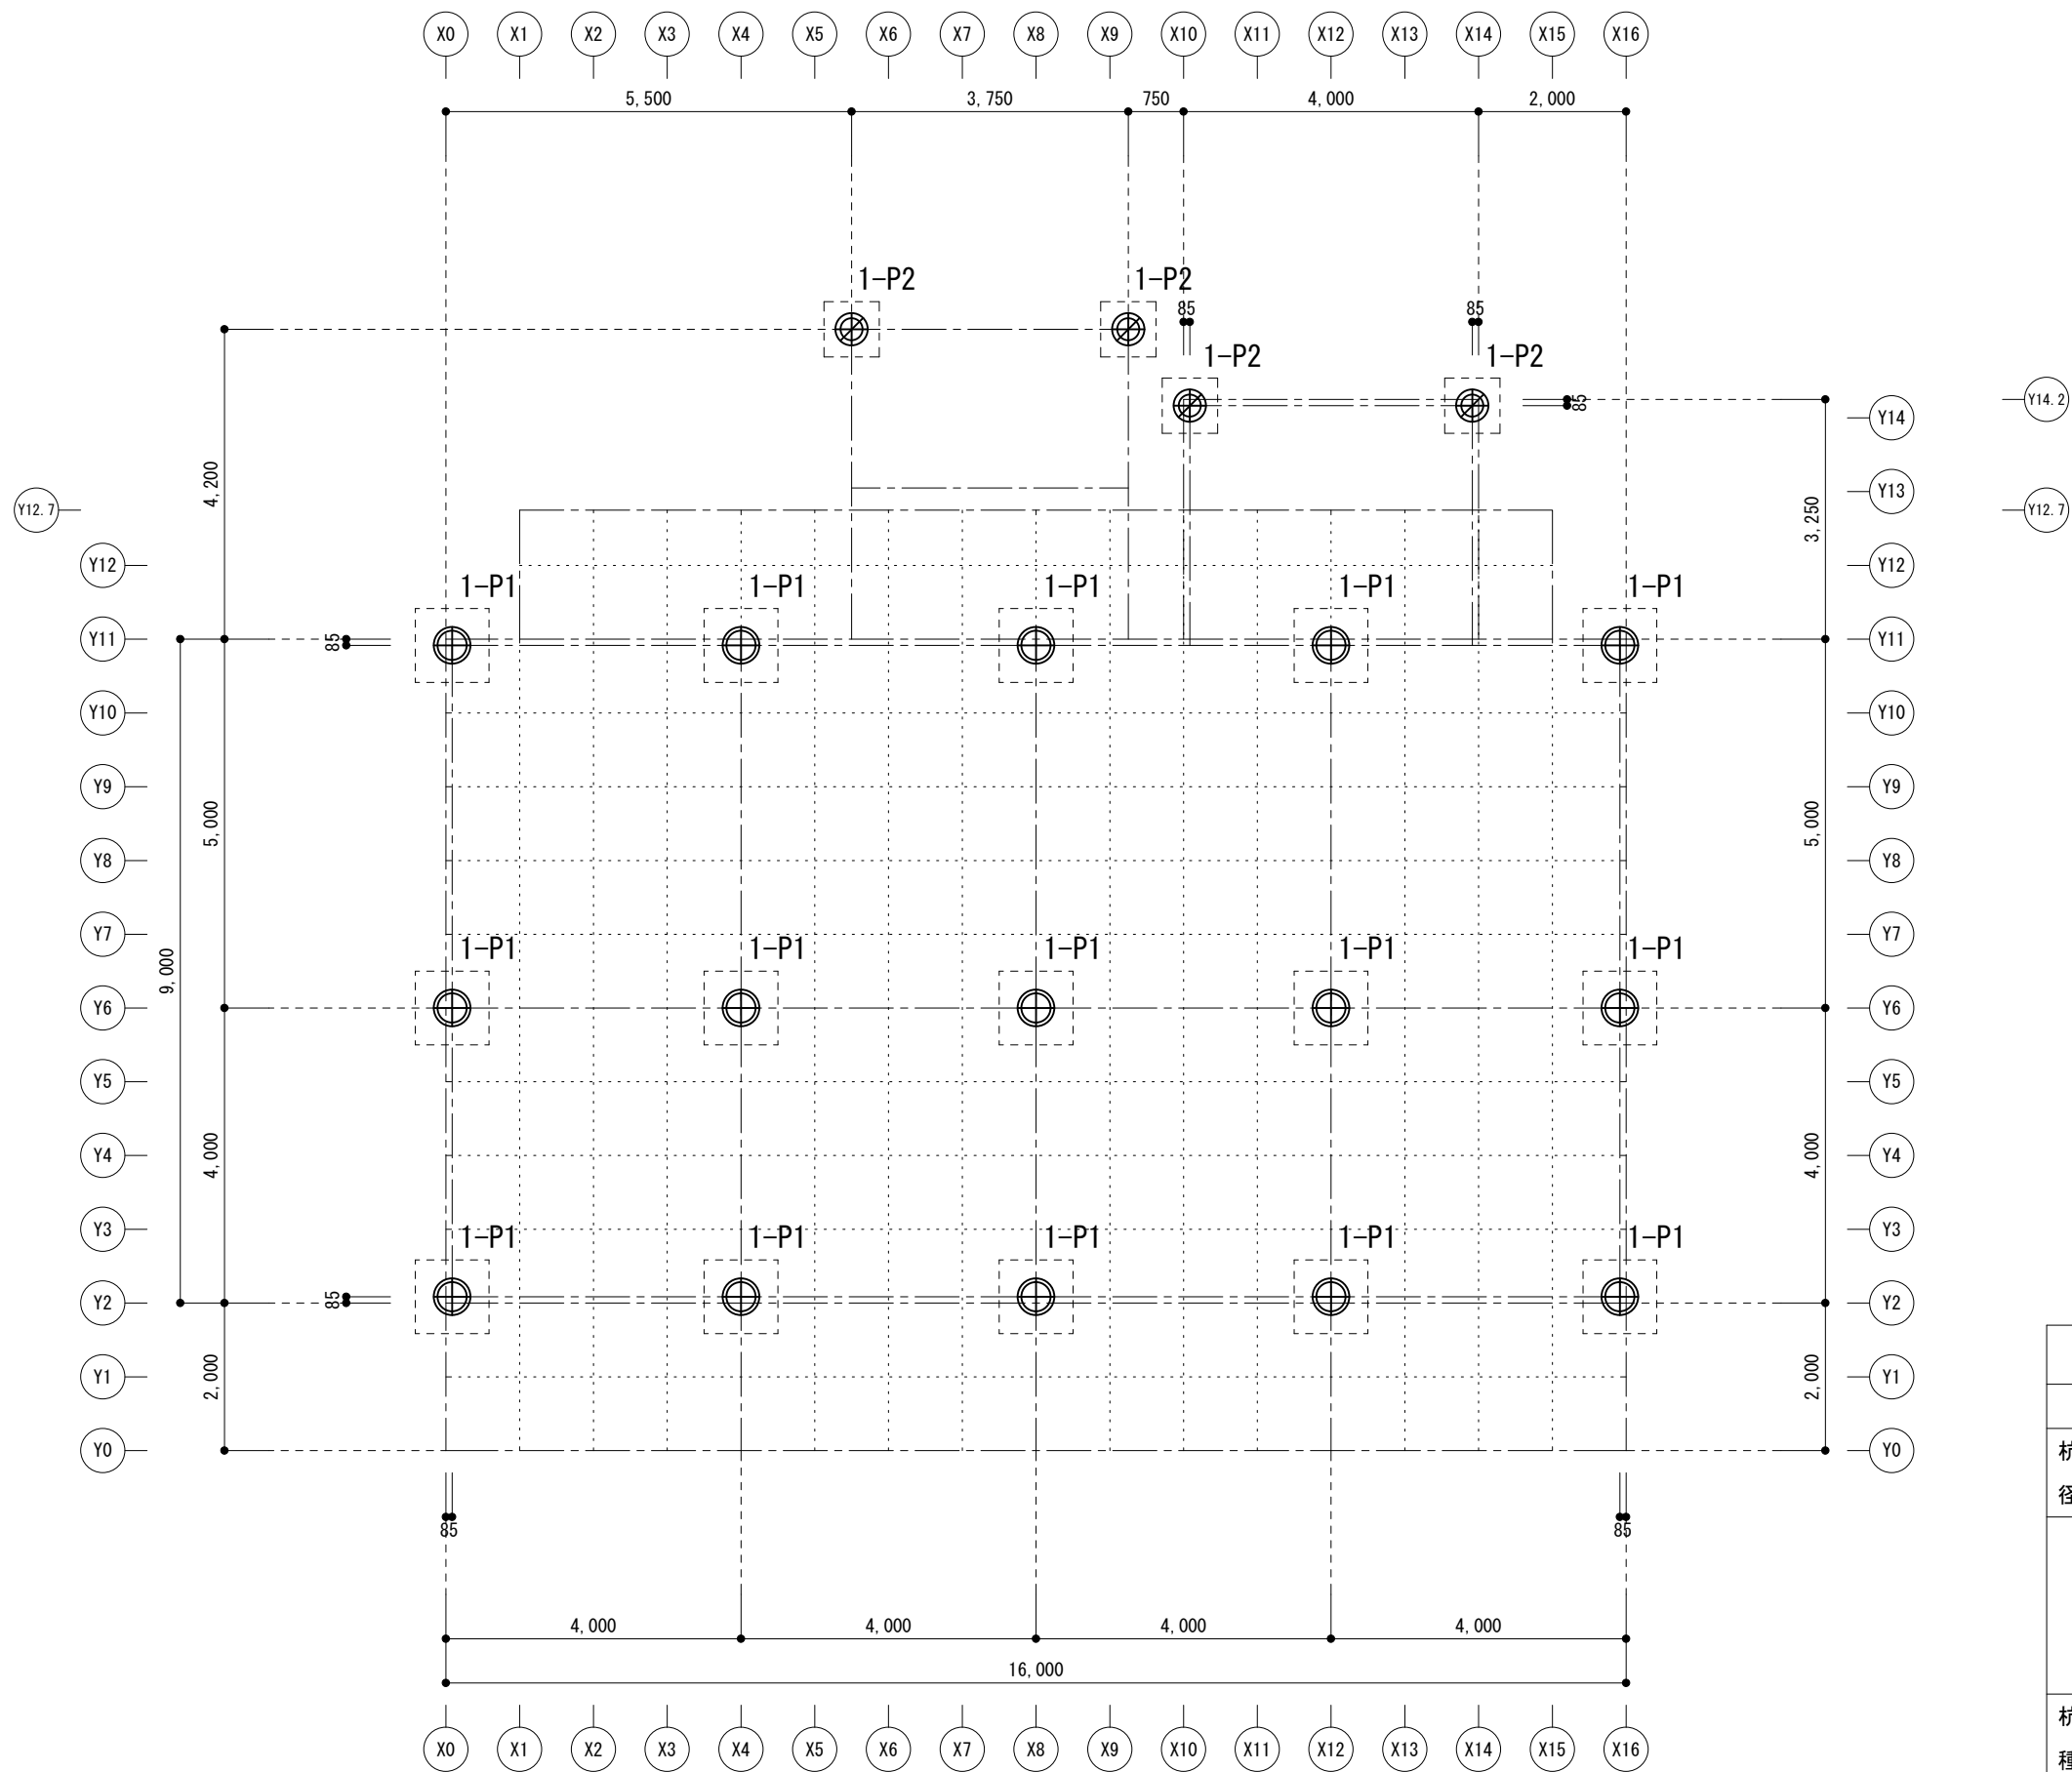 X0 X1 X2 X3 X4 X5 X6 X7 X8 X9 X10 X11 X12 X13 X14 X15 X16
5,500 3,750 750 4,000 2,000
1-P2 1-P2
85 85
1-P2 1-P2
85
Y14.2
Y14
4,200
Y13
3,250
Y12.7 Y12.7
Y12 Y12
1-P1 1-P1 1-P1 1-P1 1-P1
Y11 85 Y11
Y10 Y10
Y9 Y9
5,000 5,000
Y8 Y8
Y7 Y7
1-P1 1-P1 1-P1 1-P1 1-P1
9,000
Y6 Y6
Y5 Y5
Y4 4,000 4,000 Y4
Y3 Y3
1-P1 1-P1 1-P1 1-P1 1-P1
Y2 85 Y2
Y1 2,000 2,000 Y1
Y0 Y0
杭
径
85 85
4,000 4,000 4,000 4,000
16,000
杭
種
X0 X1 X2 X3 X4 X5 X6 X7 X8 X9 X10 X11 X12 X13 X14 X15 X16